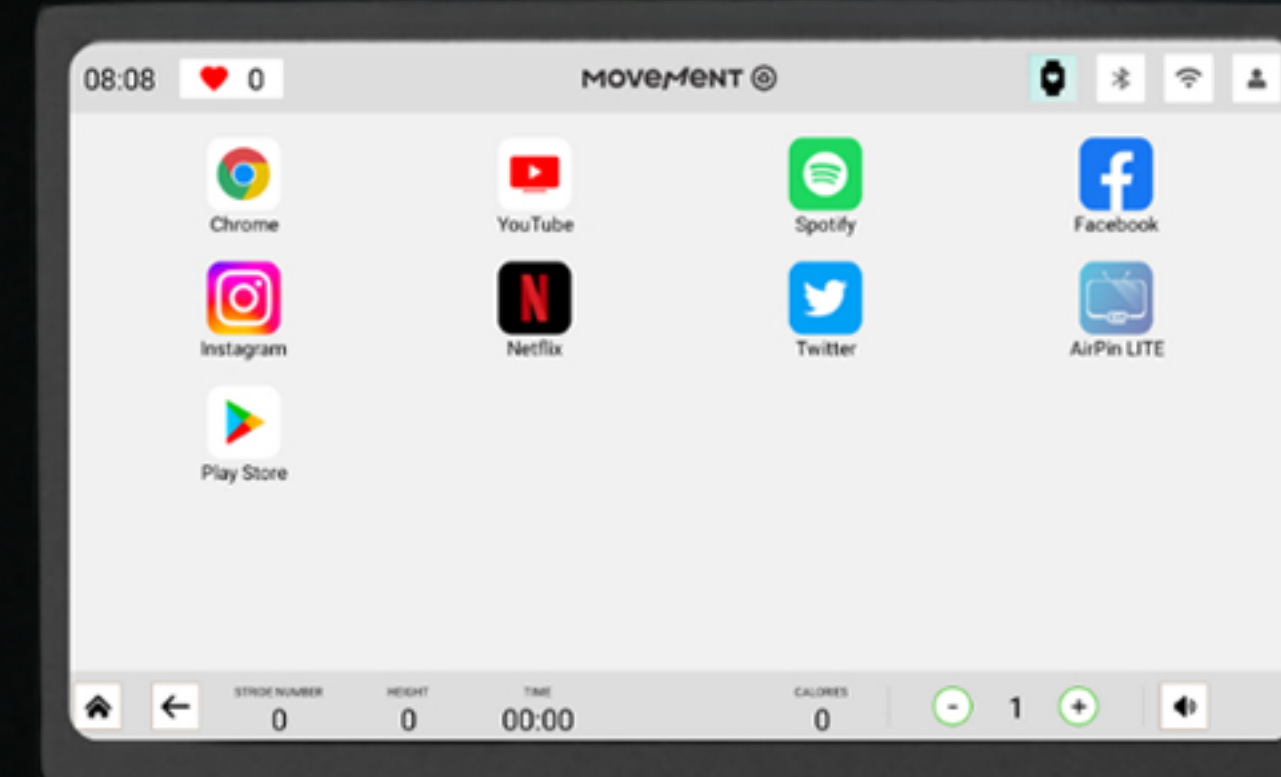 08:08 0 MOVEMENT
Chrome YouTube Spotify Facebook
Instagram Netflix Twitter AirPin LITE
Play Store
STRIDE NUMBER HEIGHT TIME CALORIES
0 0 00:00 0 - 1 +